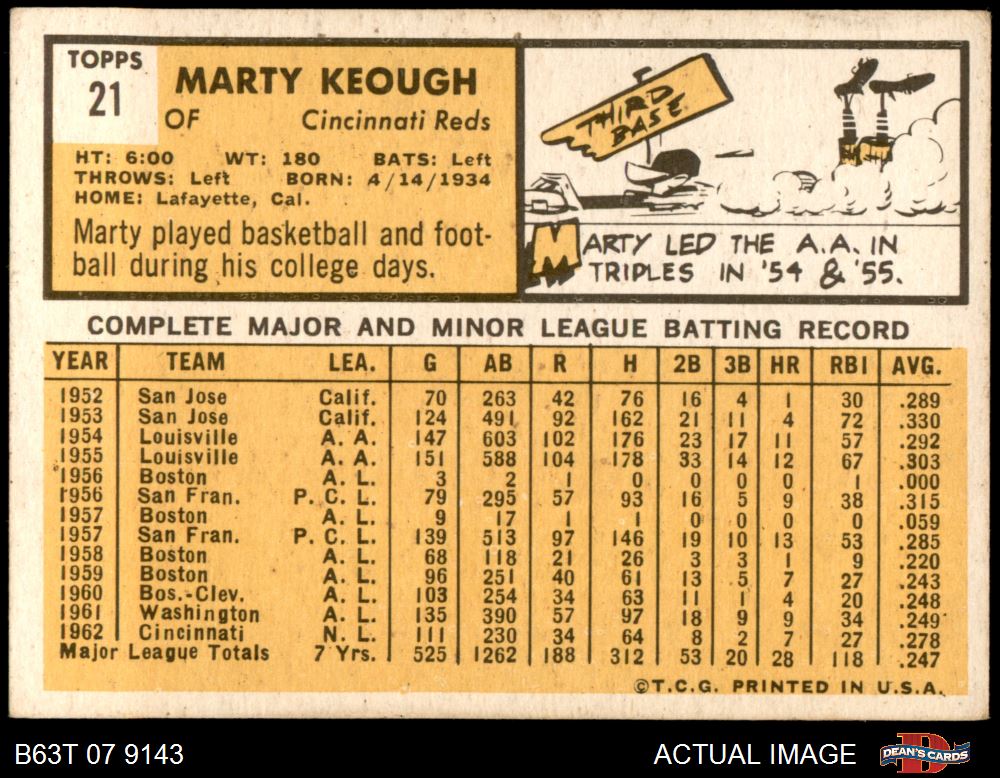 TOPPS
21
MARTY KEOUGH
OF Cincinnati Reds
HT: 6:00 WT: 180 BATS: Left
THROWS: Left BORN: 4/14/1934
HOME: Lafayette, Cal.
Marty played basketball and foot-
ball during his college days.
THIRD
BASE
MARTY LED THE A.A. IN
TRIPLES IN '54 & '55.
COMPLETE MAJOR AND MINOR LEAGUE BATTING RECORD
YEAR TEAM LEA. G AB R H 2B 3B HR RBI AVG.
1952 San Jose Calif. 70 263 42 76 16 4 1 30 .289
1953 San Jose Calif. 124 491 92 162 21 11 4 72 .330
1954 Louisville A. A. 147 603 102 176 23 17 11 57 .292
1955 Louisville A. A. 151 588 104 178 33 14 12 67 .303
1956 Boston A. L. 3 2 1 0 0 0 0 1 .000
1956 San Fran. P. C. L. 79 295 57 93 16 5 9 38 .315
1957 Boston A. L. 9 17 1 1 0 0 0 0 .059
1957 San Fran. P. C. L. 139 513 97 146 19 10 13 53 .285
1958 Boston A. L. 68 118 21 26 3 3 1 9 .220
1959 Boston A. L. 96 251 40 61 13 5 7 27 .243
1960 Bos.-Clev. A. L. 103 254 34 63 11 1 4 20 .248
1961 Washington A. L. 135 390 57 97 18 9 9 34 .249
1962 Cincinnati N. L. 111 230 34 64 8 2 7 27 .278
Major League Totals 7 Yrs. 525 1262 188 312 53 20 28 118 .247
©T.C.G. PRINTED IN U.S.A.
B63T 07 9143 ACTUAL IMAGE DEAN'S CARDS